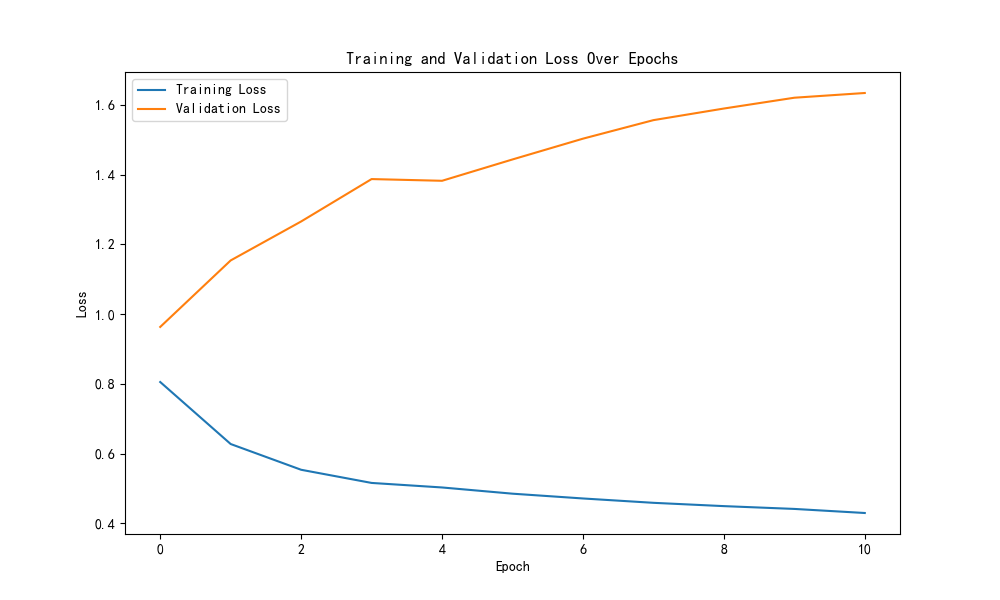 Training and Validation Loss Over Epochs
Training Loss
Validation Loss
1.6
1.4
1.2
1.0
0.8
0.6
0.4
Loss
0
2
4
6
8
10
Epoch